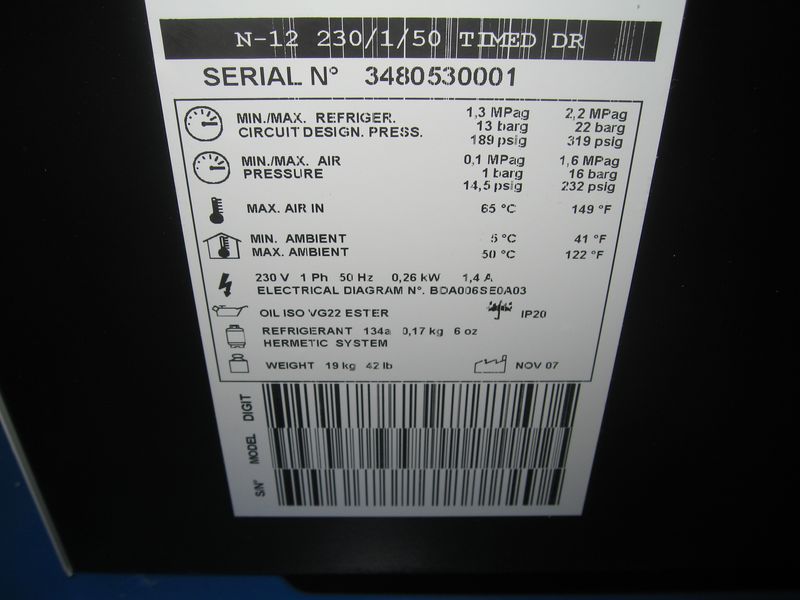 N-12 230/1/50 TIMED DR
SERIAL N° 3480530001
MIN./MAX. REFRIGER. 1,3 MPag 2,2 MPag
CIRCUIT DESIGN. PRESS. 13 barg 22 barg
189 psig 319 psig
MIN./MAX. AIR 0,1 MPag 1,6 MPag
PRESSURE 1 barg 16 barg
14,5 psig 232 psig
MAX. AIR IN 65 °C 149 °F
MIN. AMBIENT 5 °C 41 °F
MAX. AMBIENT 50 °C 122 °F
230 V 1 Ph 50 Hz 0,26 kW 1,4 A
ELECTRICAL DIAGRAM N°. BDA006SE0A03
OIL ISO VG22 ESTER IP20
REFRIGERANT 134a 0,17 kg 6 oz
HERMETIC SYSTEM
WEIGHT 19 kg 42 lb NOV 07
DIGIT
MODEL
S/N°